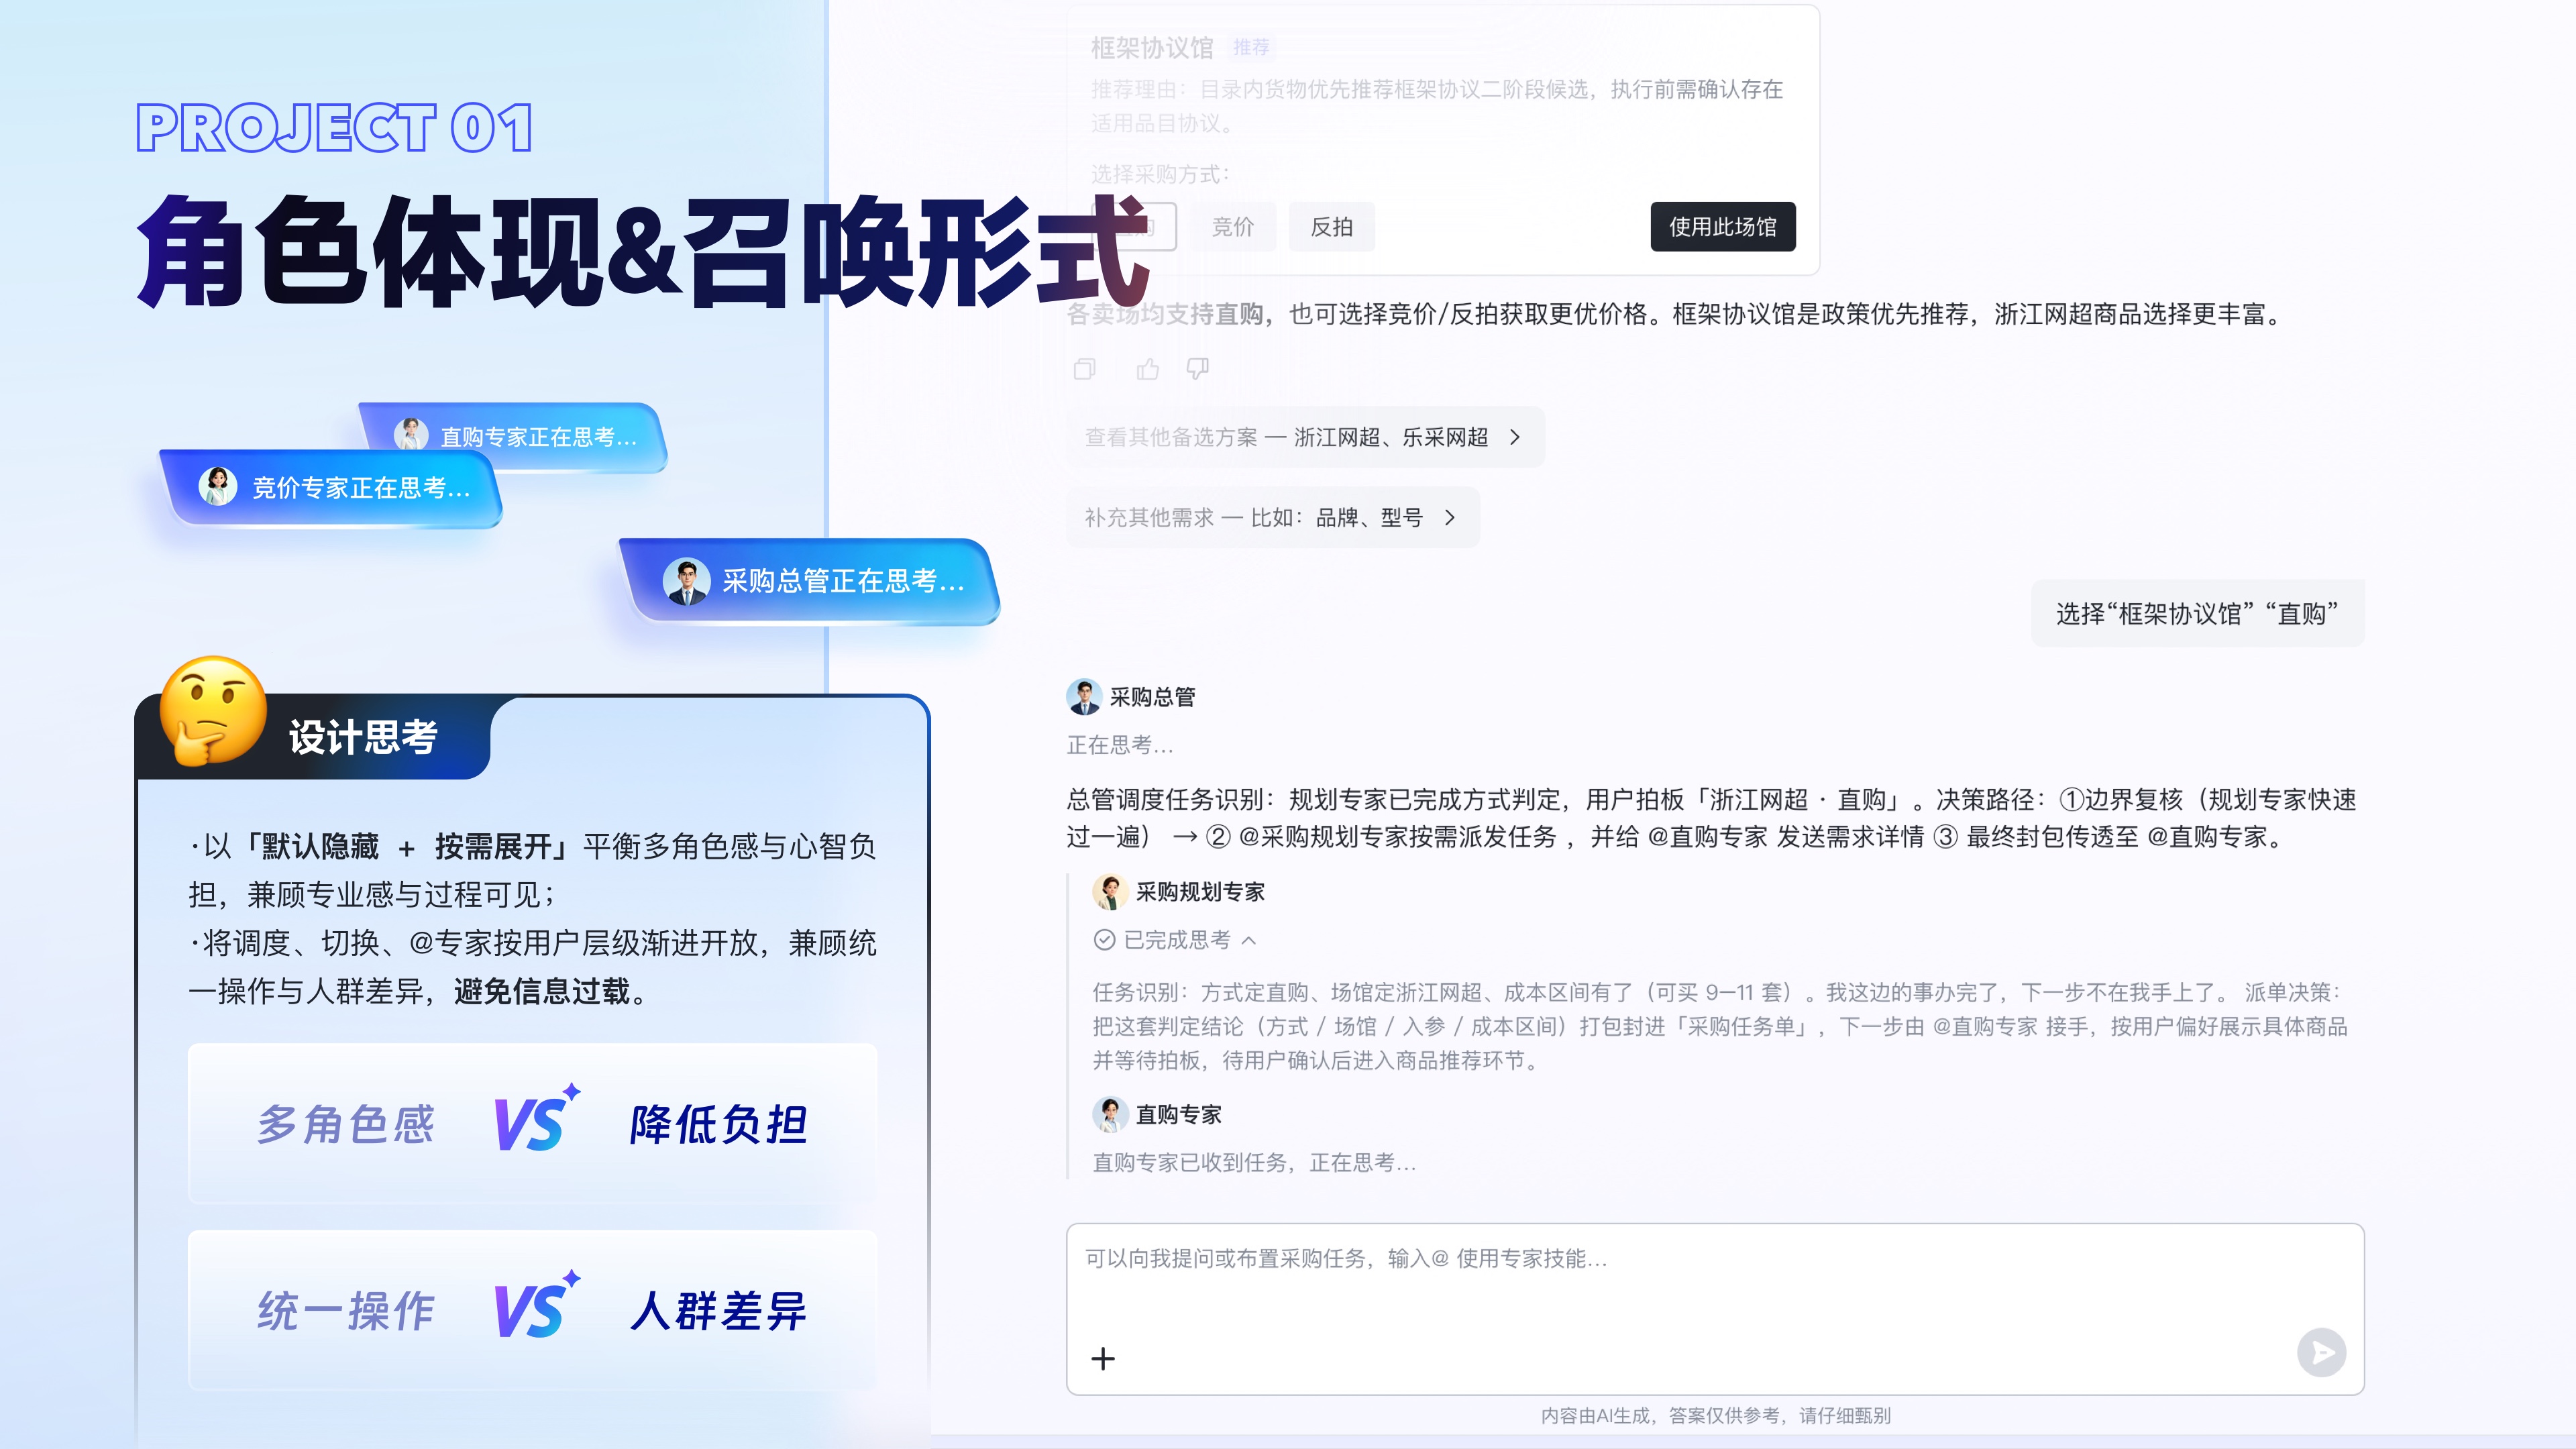 PROJECT 01
角色体现&召唤形式
直购专家正在思考...
竞价专家正在思考...
采购总管正在思考...
设计思考
·以「默认隐藏 + 按需展开」平衡多角色感与心智负
担，兼顾专业感与过程可见；
·将调度、切换、@专家按用户层级渐进开放，兼顾统
一操作与人群差异，避免信息过载。
多角色感 VS 降低负担
统一操作 VS 人群差异
框架协议馆 推荐
推荐理由：目录内货物优先推荐框架协议二阶段候选，执行前需确认存在
适用品目协议。
选择采购方式：
竞价 反拍 使用此场馆
各卖场均支持直购，也可选择竞价/反拍获取更优价格。框架协议馆是政策优先推荐，浙江网超商品选择更丰富。
查看其他备选方案 — 浙江网超、乐采网超
补充其他需求 — 比如：品牌、型号
选择“框架协议馆” “直购”
采购总管
正在思考...
总管调度任务识别：规划专家已完成方式判定，用户拍板「浙江网超 · 直购」。决策路径：①边界复核（规划专家快速
过一遍） → ② @采购规划专家按需派发任务 ，并给 @直购专家 发送需求详情 ③ 最终封包传透至 @直购专家。
采购规划专家
已完成思考
任务识别：方式定直购、场馆定浙江网超、成本区间有了（可买 9–11 套）。我这边的事办完了，下一步不在我手上了。 派单决策：
把这套判定结论（方式 / 场馆 / 入参 / 成本区间）打包封进「采购任务单」，下一步由 @直购专家 接手，按用户偏好展示具体商品
并等待拍板，待用户确认后进入商品推荐环节。
直购专家
直购专家已收到任务，正在思考...
可以向我提问或布置采购任务，输入@ 使用专家技能...
内容由AI生成，答案仅供参考，请仔细甄别